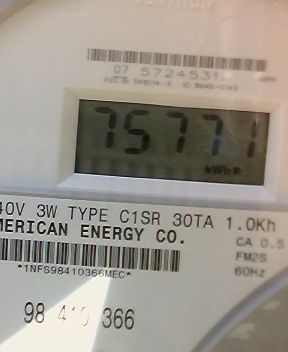 07 5724531
75771
kWh
40V 3W TYPE C1SR 30TA 1.0Kh
MERICAN ENERGY CO.
CA 0.5
FM2S
60Hz
*1NFS98410366MEC*
98 410 366